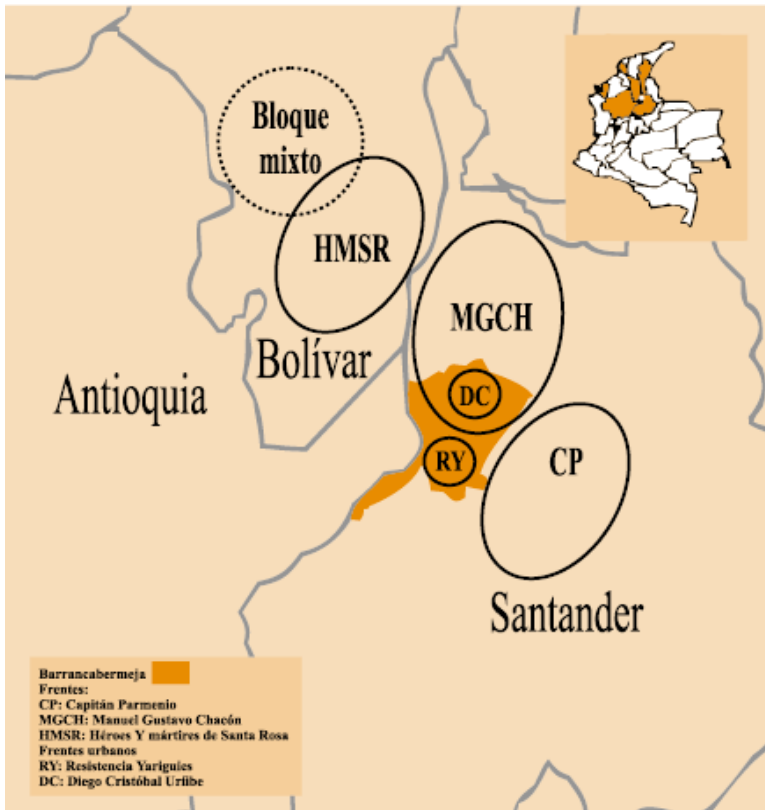 Bloque
mixto
HMSR
MGCH
Bolívar
Antioquia
DC
RY
CP
Santander
Barrancabermeja
Frentes:
CP: Capitán Parmenio
MGCH: Manuel Gustavo Chacón
HMSR: Héroes Y mártires de Santa Rosa
Frentes urbanos
RY: Resistencia Yariguies
DC: Diego Cristóbal Uriibe